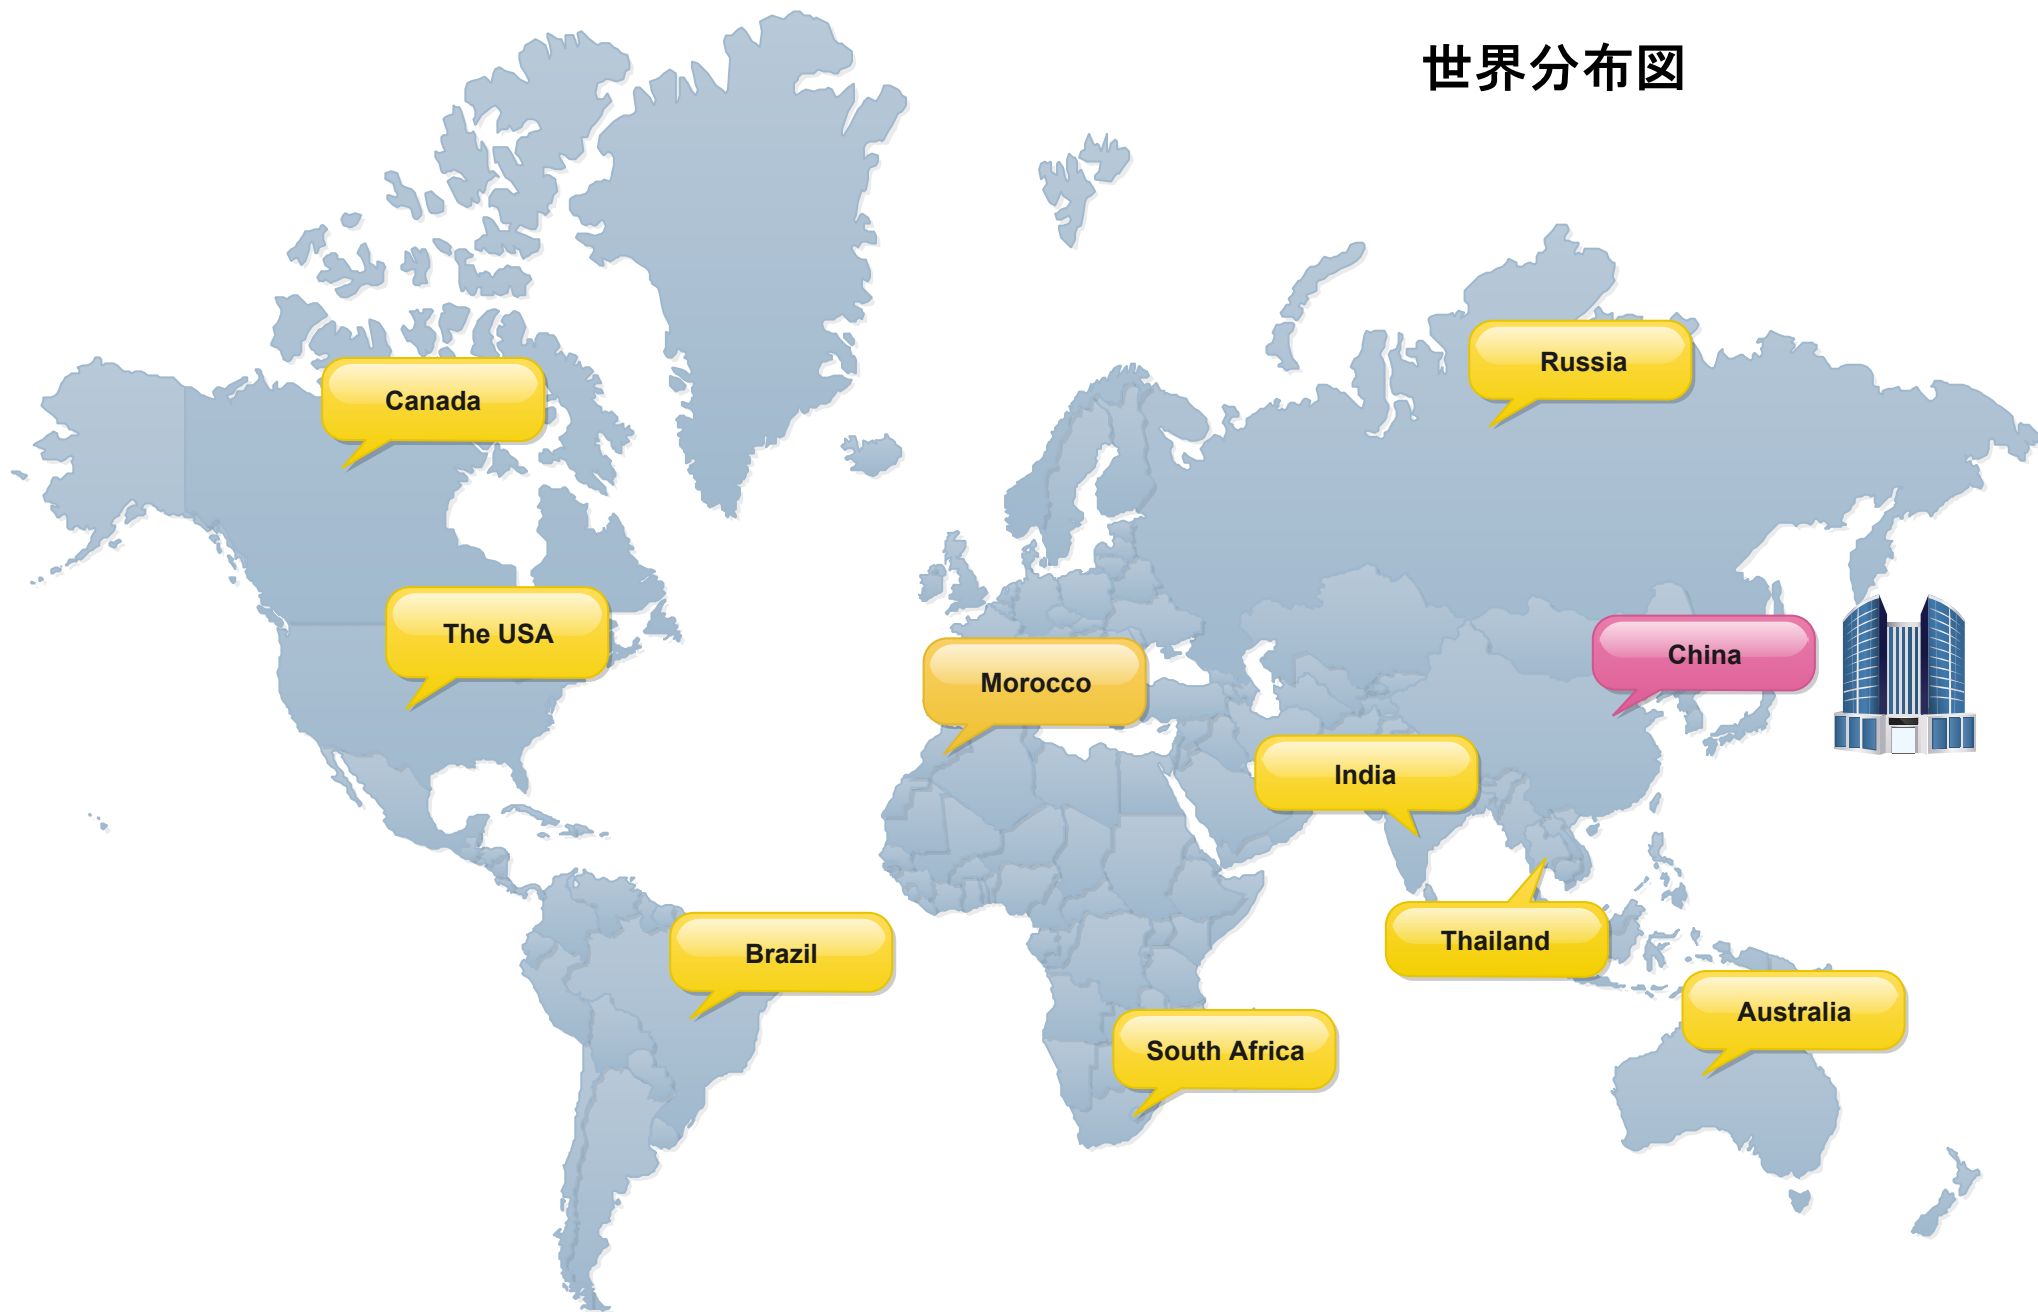 世界分布図
Russia
Canada
The USA
China
Morocco
India
Thailand
Brazil
Australia
South Africa